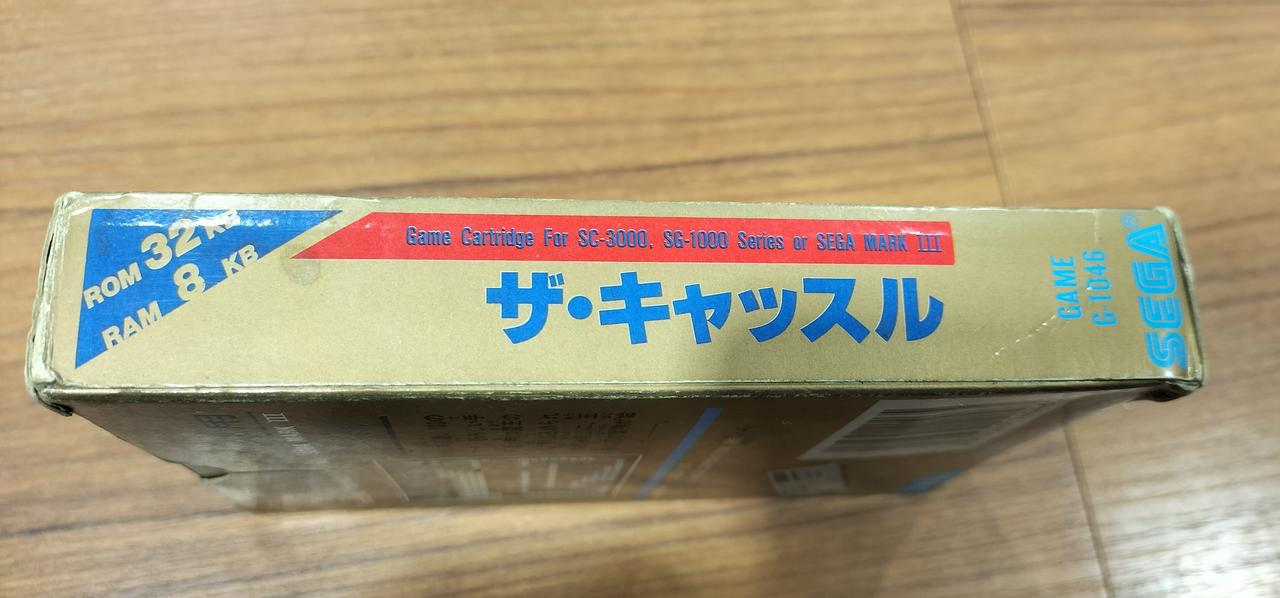 ROM 32 KB
RAM 8 KB
Game Cartridge For SC-3000, SG-1000 Series or SEGA MARK III
ザ・キャッスル
GAME
G-1046
SEGA®